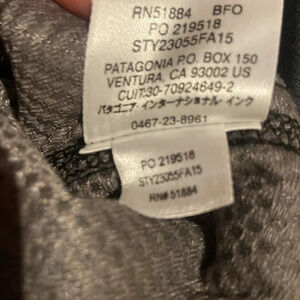 RN51884 BFO
PO 219518
STY23055FA15
PATAGONIA P.O. BOX 150
VENTURA, CA 93002 US
CUIT:30-70924649-2
パタゴニア・インターナショナル・インク
0467-23-8961
PO 219518
STY23055FA15
RN# 51884